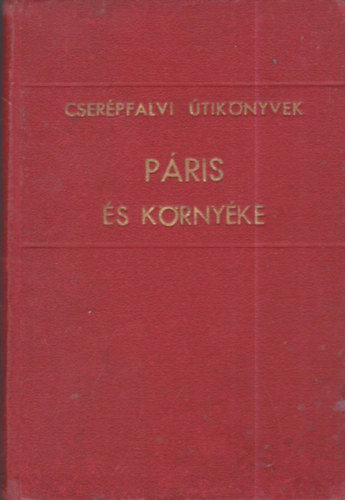 CSERÉPFALVI ÚTIKÖNYVEK
PÁRIS
ÉS KÖRNYÉKE